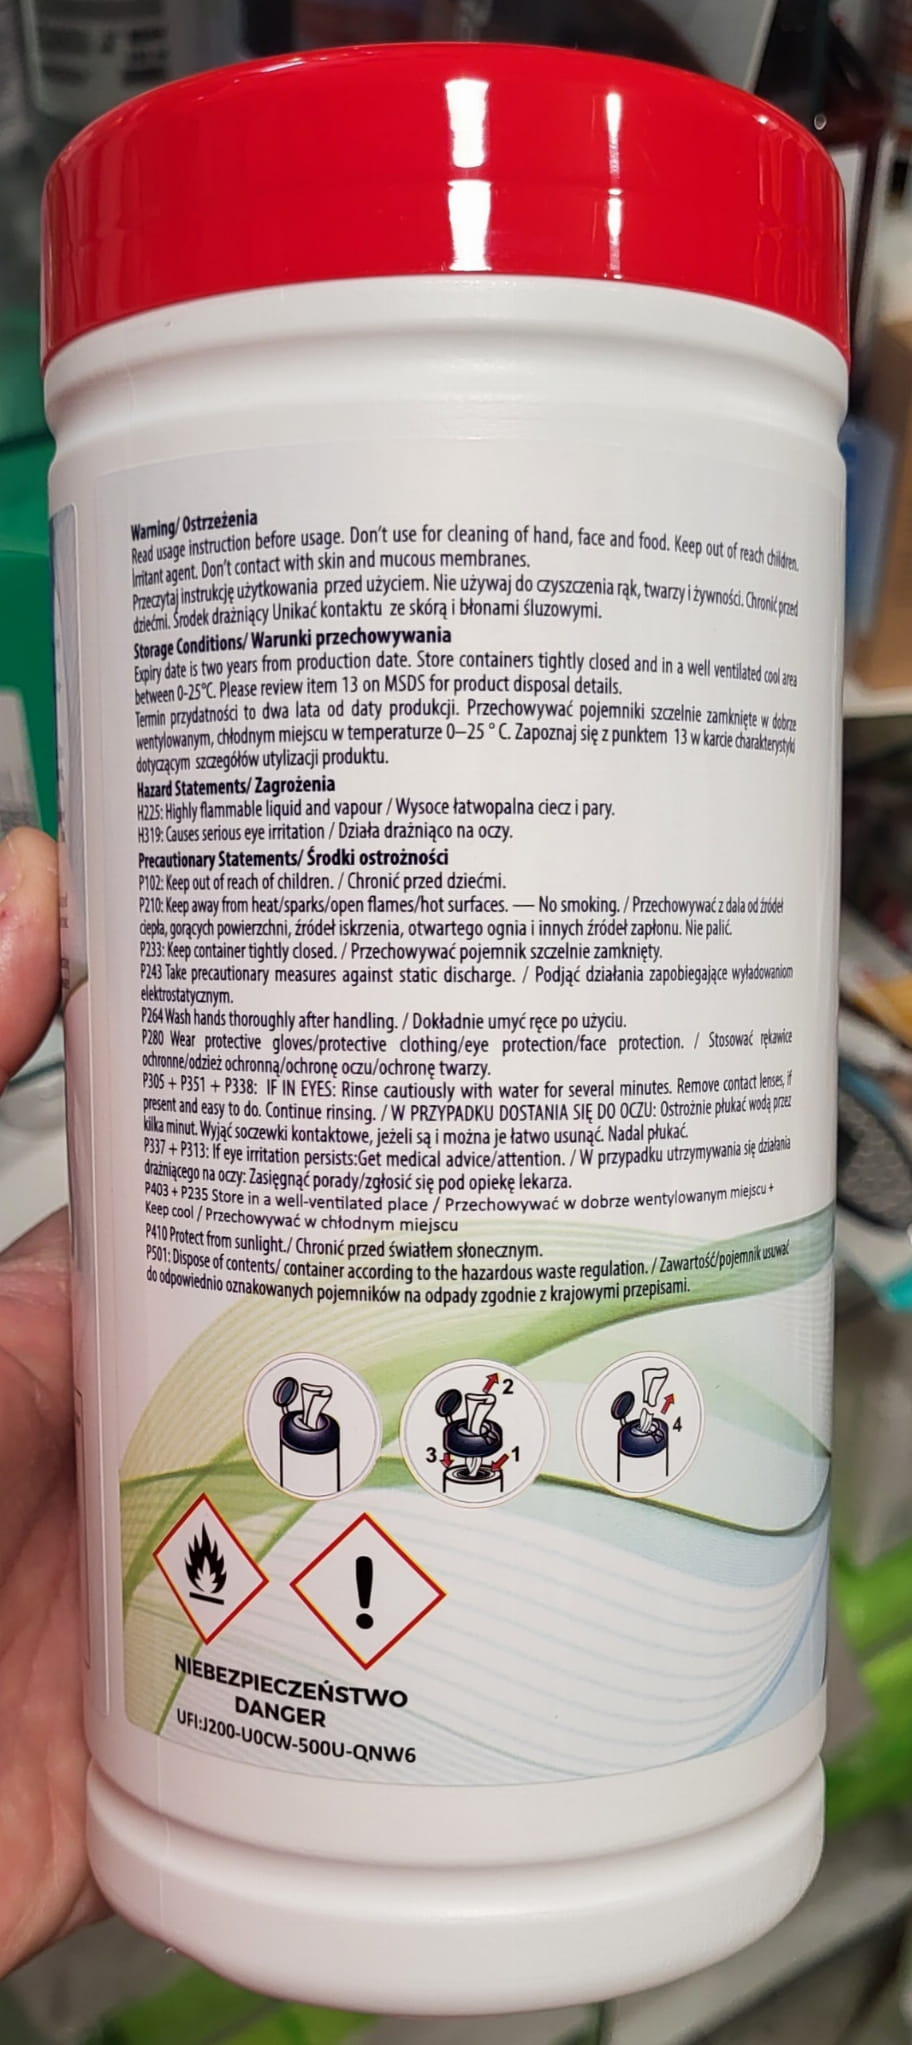 Warning/ Ostrzeżenia
Read usage instruction before usage. Don't use for cleaning of hand, face and food. Keep out of reach children.
Irritant agent. Don't contact with skin and mucous membranes.
Przeczytaj instrukcję użytkowania przed użyciem. Nie używaj do czyszczenia rąk, twarzy i żywności. Chronić przed
dziećmi. Środek drażniący Unikać kontaktu ze skórą i błonami śluzowymi.
Storage Conditions/ Warunki przechowywania
Expiry date is two years from production date. Store containers tightly closed and in a well ventilated cool area
between 0-25°C. Please review item 13 on MSDS for product disposal details.
Termin przydatności to dwa lata od daty produkcji. Przechowywać pojemniki szczelnie zamknięte w dobrze
wentylowanym, chłodnym miejscu w temperaturze 0–25 ° C. Zapoznaj się z punktem 13 w karcie charakterystyki
dotyczącym szczegółów utylizacji produktu.
Hazard Statements/ Zagrożenia
H225: Highly flammable liquid and vapour / Wysoce łatwopalna ciecz i pary.
H319: Causes serious eye irritation / Działa drażniąco na oczy.
Precautionary Statements/ Środki ostrożności
P102: Keep out of reach of children. / Chronić przed dziećmi.
P210: Keep away from heat/sparks/open flames/hot surfaces. — No smoking. / Przechowywać z dala od źródeł
ciepła, gorących powierzchni, źródeł iskrzenia, otwartego ognia i innych źródeł zapłonu. Nie palić.
P233: Keep container tightly closed. / Przechowywać pojemnik szczelnie zamknięty.
P243 Take precautionary measures against static discharge. / Podjąć działania zapobiegające wyładowaniom
elektrostatycznym.
P264 Wash hands thoroughly after handling. / Dokładnie umyć ręce po użyciu.
P280 Wear protective gloves/protective clothing/eye protection/face protection. / Stosować rękawice
ochronne/odzież ochronną/ochronę oczu/ochronę twarzy.
P305 + P351 + P338: IF IN EYES: Rinse cautiously with water for several minutes. Remove contact lenses, if
present and easy to do. Continue rinsing. / W PRZYPADKU DOSTANIA SIĘ DO OCZU: Ostrożnie płukać wodą przez
kilka minut. Wyjąć soczewki kontaktowe, jeżeli są i można je łatwo usunąć. Nadal płukać.
P337 + P313: If eye irritation persists:Get medical advice/attention. / W przypadku utrzymywania się działania
drażniącego na oczy: Zasięgnąć porady/zgłosić się pod opiekę lekarza.
P403 + P235 Store in a well-ventilated place / Przechowywać w dobrze wentylowanym miejscu +
Keep cool / Przechowywać w chłodnym miejscu
P410 Protect from sunlight./ Chronić przed światłem słonecznym.
P501: Dispose of contents/ container according to the hazardous waste regulation. / Zawartość/pojemnik usuwać
do odpowiednio oznakowanych pojemników na odpady zgodnie z krajowymi przepisami.
2
3 1
4
NIEBEZPIECZEŃSTWO
DANGER
UFI:J200-U0CW-500U-QNW6